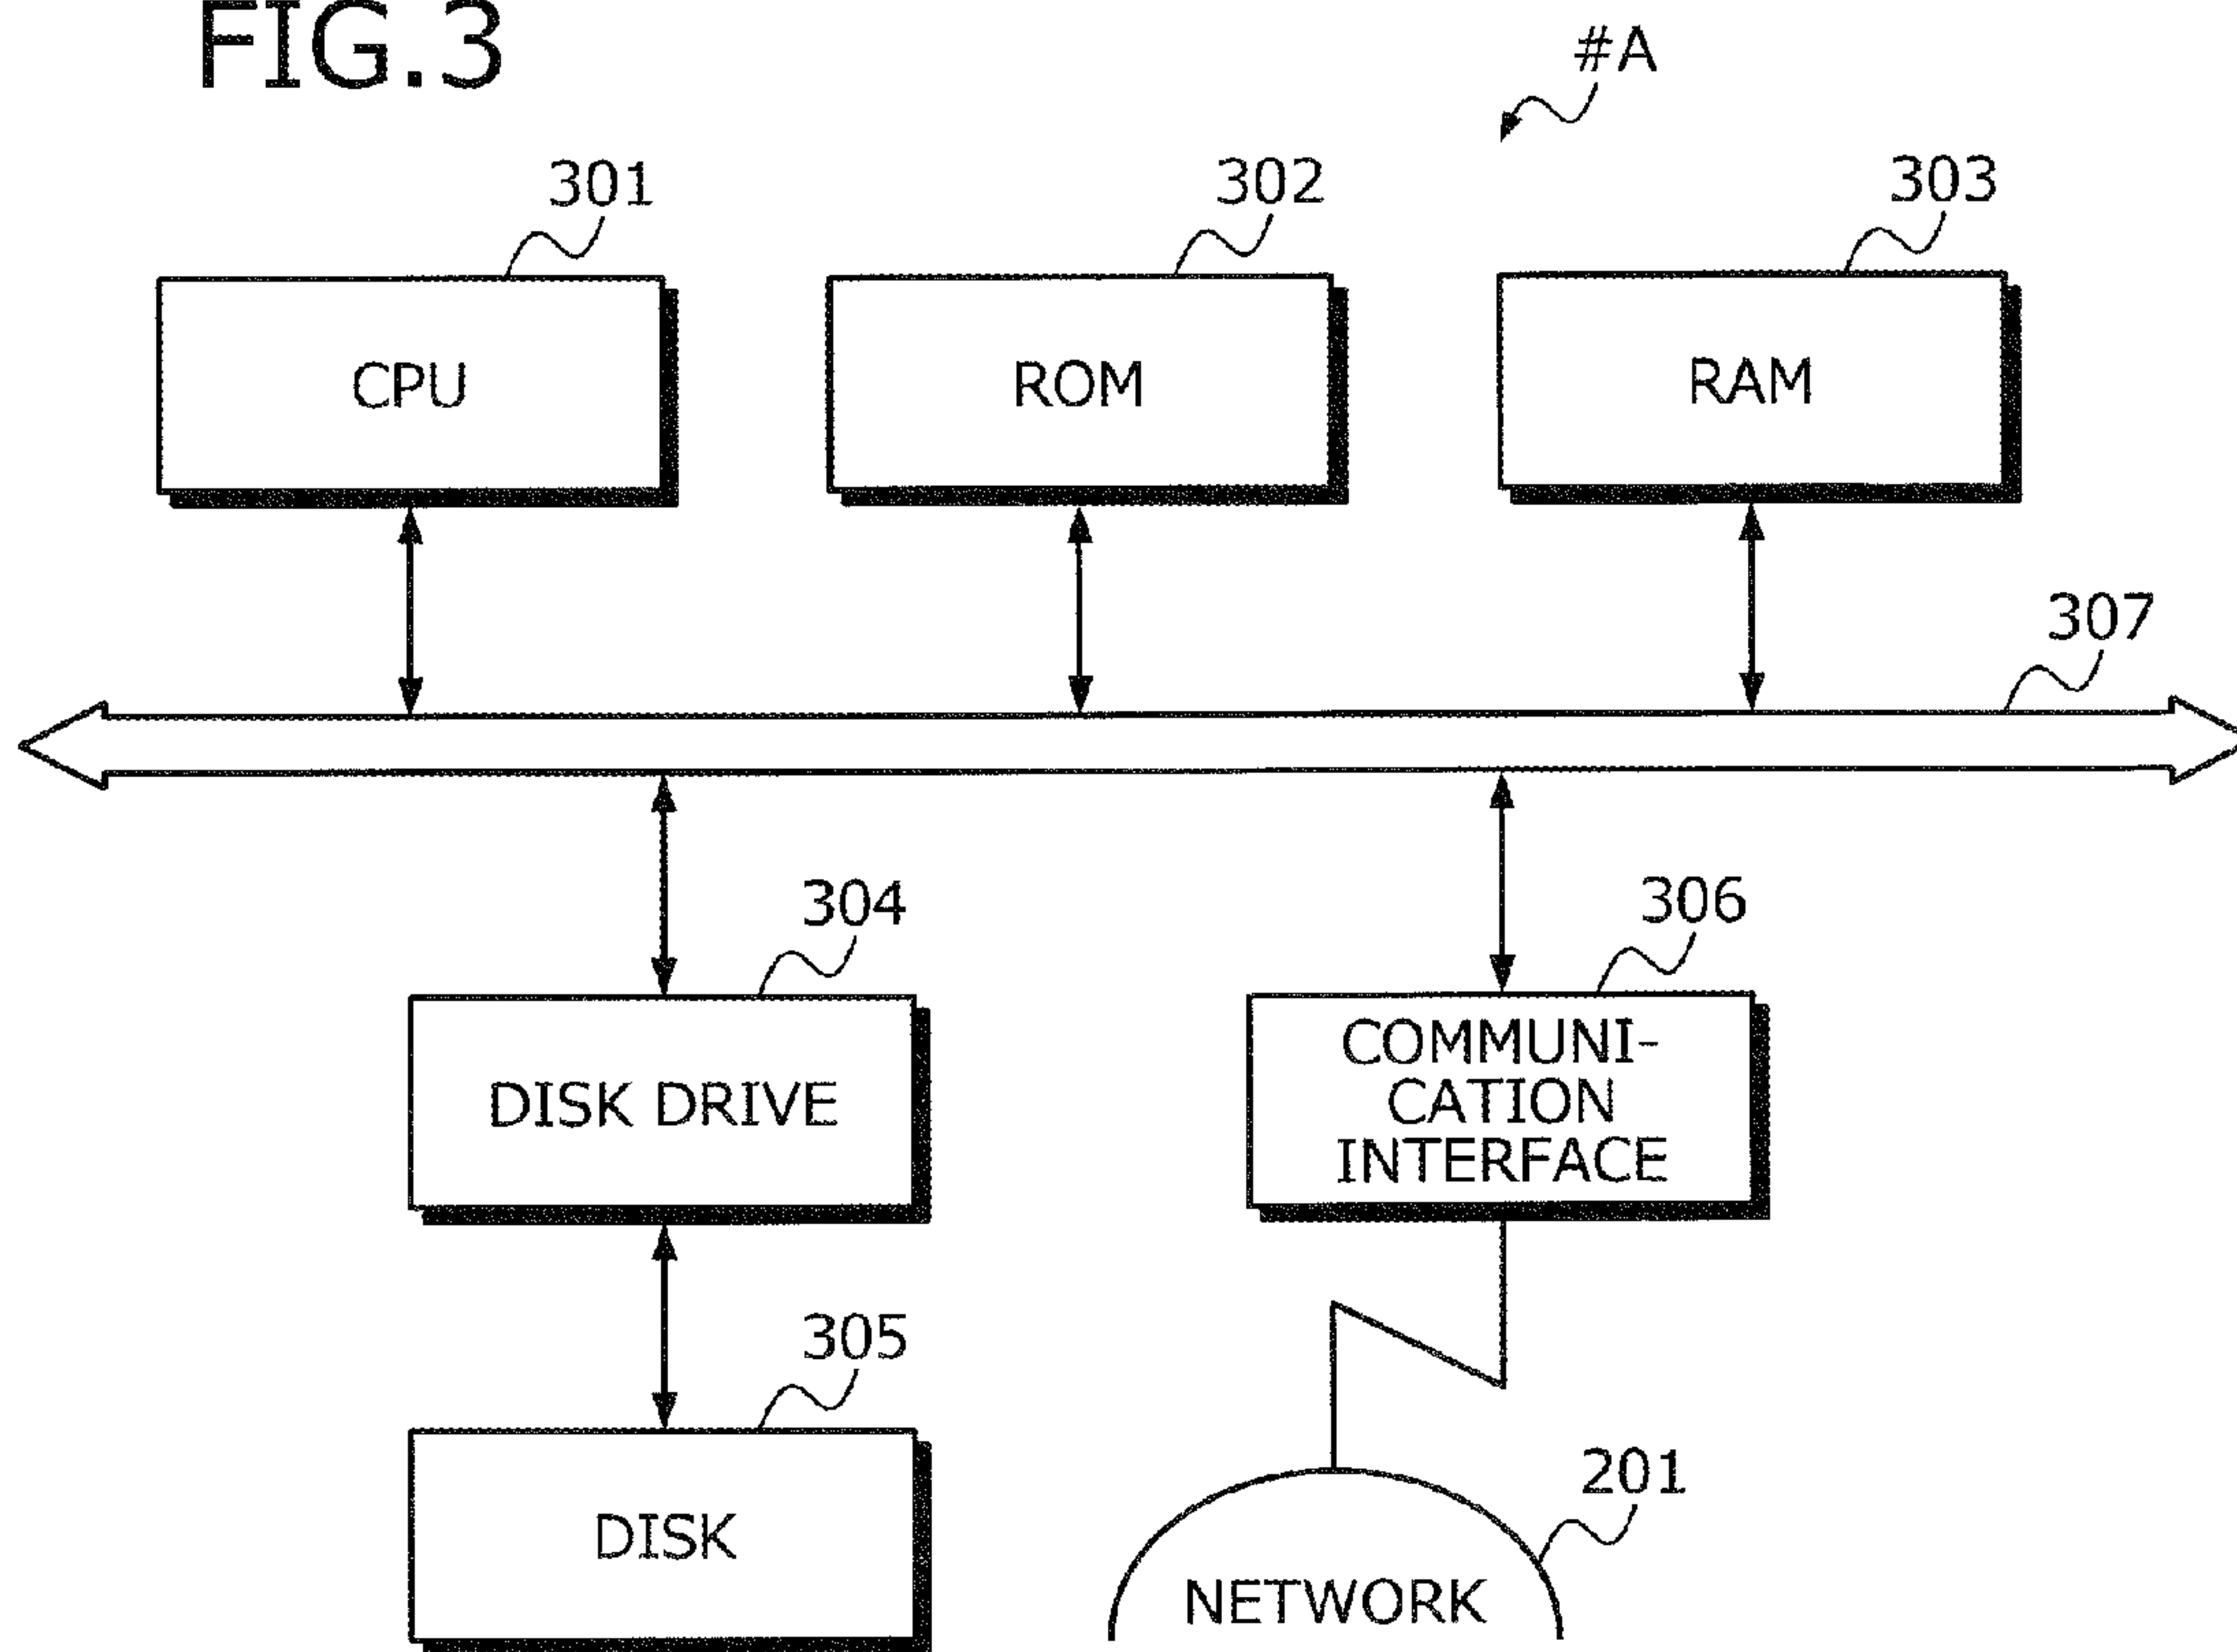 FIG.3
#A
301
302
303
CPU
ROM
RAM
307
304
306
DISK DRIVE
COMMUNI-
CATION
INTERFACE
305
201
DISK
NETWORK